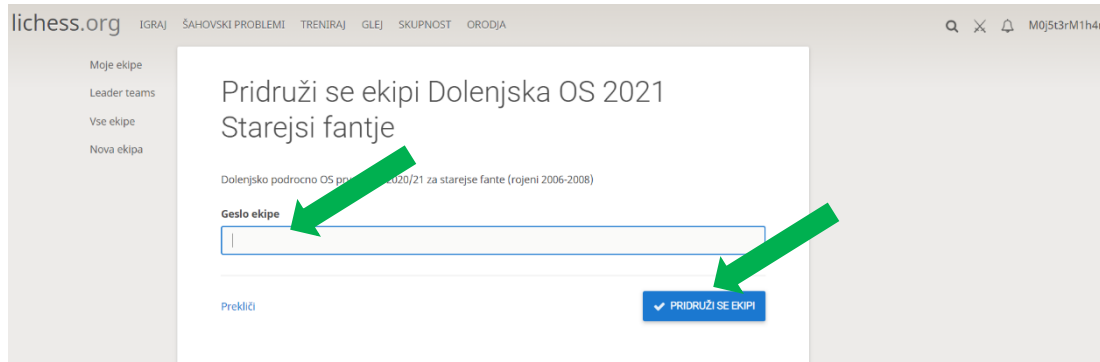 lichess.org IGRAJ ŠAHOVSKI PROBLEMI TRENIRAJ GLEJ SKUPNOST ORODJA
Moje ekipe
Leader teams
Vse ekipe
Nova ekipa
Pridruži se ekipi Dolenjska OS 2021
Starejsi fantje
Dolenjsko podrocno OS 2020/21 za starejse fante (rojeni 2006-2008)
Geslo ekipe
Prekliči
PRIDRUŽI SE EKIPI